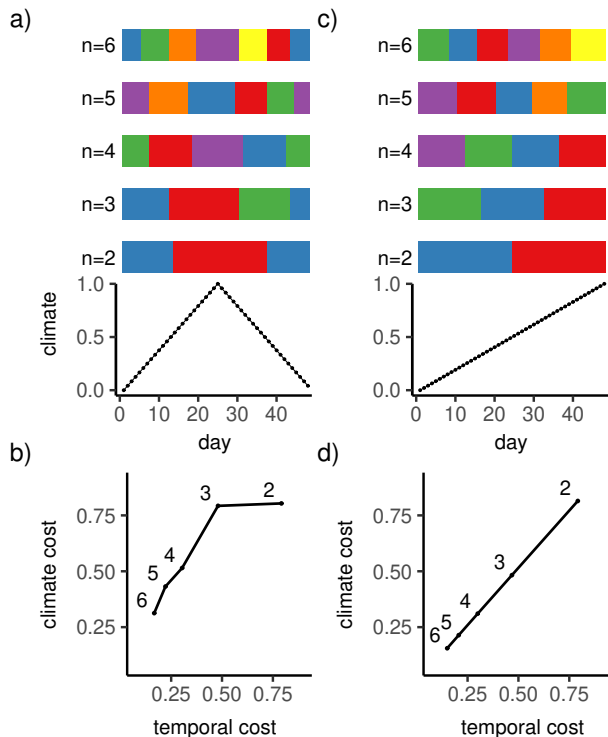 a)
n=6
n=5
n=4
n=3
n=2
climate
1.0
0.5
0.0
0 10 20 30 40
day
c)
n=6
n=5
n=4
n=3
n=2
1.0
0.5
0.0
0 20 40
day
b)
climate cost
0.75
0.50
0.25
2
3
4
5
6
0.25 0.50 0.75
temporal cost
d)
climate cost
0.75
0.50
0.25
2
3
4
5
6
0.25 0.50 0.75
temporal cost